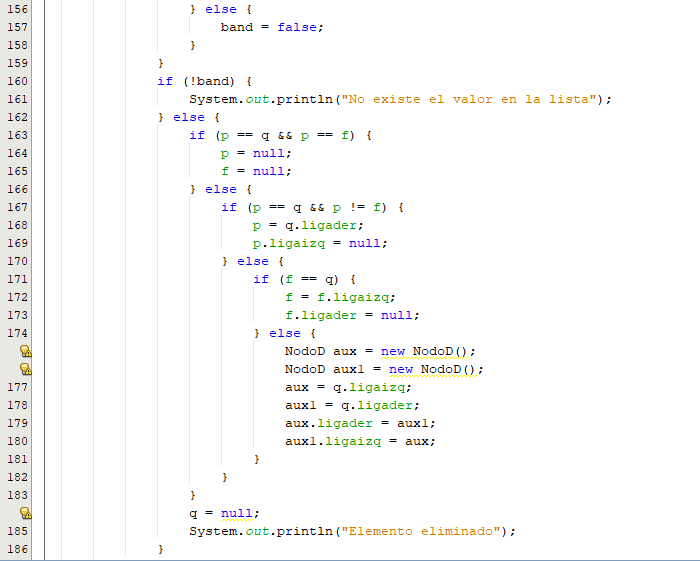 156 } else {
157 band = false;
158 }
159 }
160 if (!band) {
161 System.out.println("No existe el valor en la lista");
162 } else {
163 if (p == q && p == f) {
164 p = null;
165 f = null;
166 } else {
167 if (p == q && p != f) {
168 p = q.ligader;
169 p.ligaizq = null;
170 } else {
171 if (f == q) {
172 f = f.ligaizq;
173 f.ligader = null;
174 } else {
NodoD aux = new NodoD();
NodoD aux1 = new NodoD();
177 aux = q.ligaizq;
178 aux1 = q.ligader;
179 aux.ligader = aux1;
180 aux1.ligaizq = aux;
181 }
182 }
183 }
q = null;
185 System.out.println("Elemento eliminado");
186 }